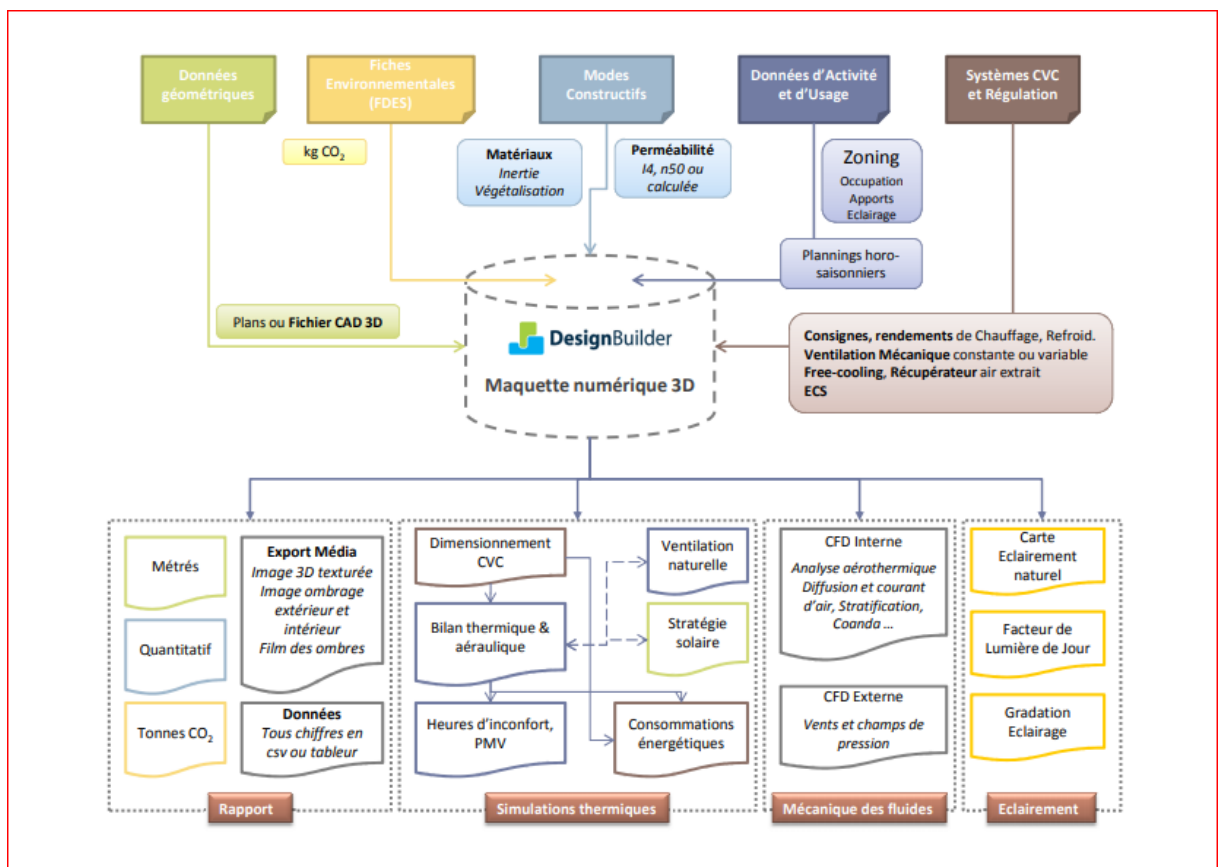 Données
géométriques
Fiches
Environnementales
(FDES)
Modes
Constructifs
Données d'Activité
et d'Usage
Systèmes CVC
et Régulation
kg CO₂
Matériaux
Inertie
Végétalisation
Perméabilité
I4, n50 ou
calculée
Zoning
Occupation
Apports
Eclairage
Plannings horo-
saisonniers
Plans ou Fichier CAD 3D
DesignBuilder
Maquette numérique 3D
Consignes, rendements de Chauffage, Refroid.
Ventilation Mécanique constante ou variable
Free-cooling, Récupérateur air extrait
ECS
Métrés
Quantitatif
Tonnes CO₂
Export Média
Image 3D texturée
Image ombrage
extérieur et
intérieur
Film des ombres
Données
Tous chiffres en
csv ou tableur
Rapport
Dimensionnement
CVC
Bilan thermique &
aéraulique
Heures d'inconfort,
PMV
Ventilation
naturelle
Stratégie
solaire
Consommations
énergétiques
Simulations thermiques
CFD Interne
Analyse aérothermique
Diffusion et courant
d'air, Stratification,
Coanda ...
CFD Externe
Vents et champs de
pression
Mécanique des fluides
Carte
Eclairement
naturel
Facteur de
Lumière de Jour
Gradation
Eclairage
Eclairement